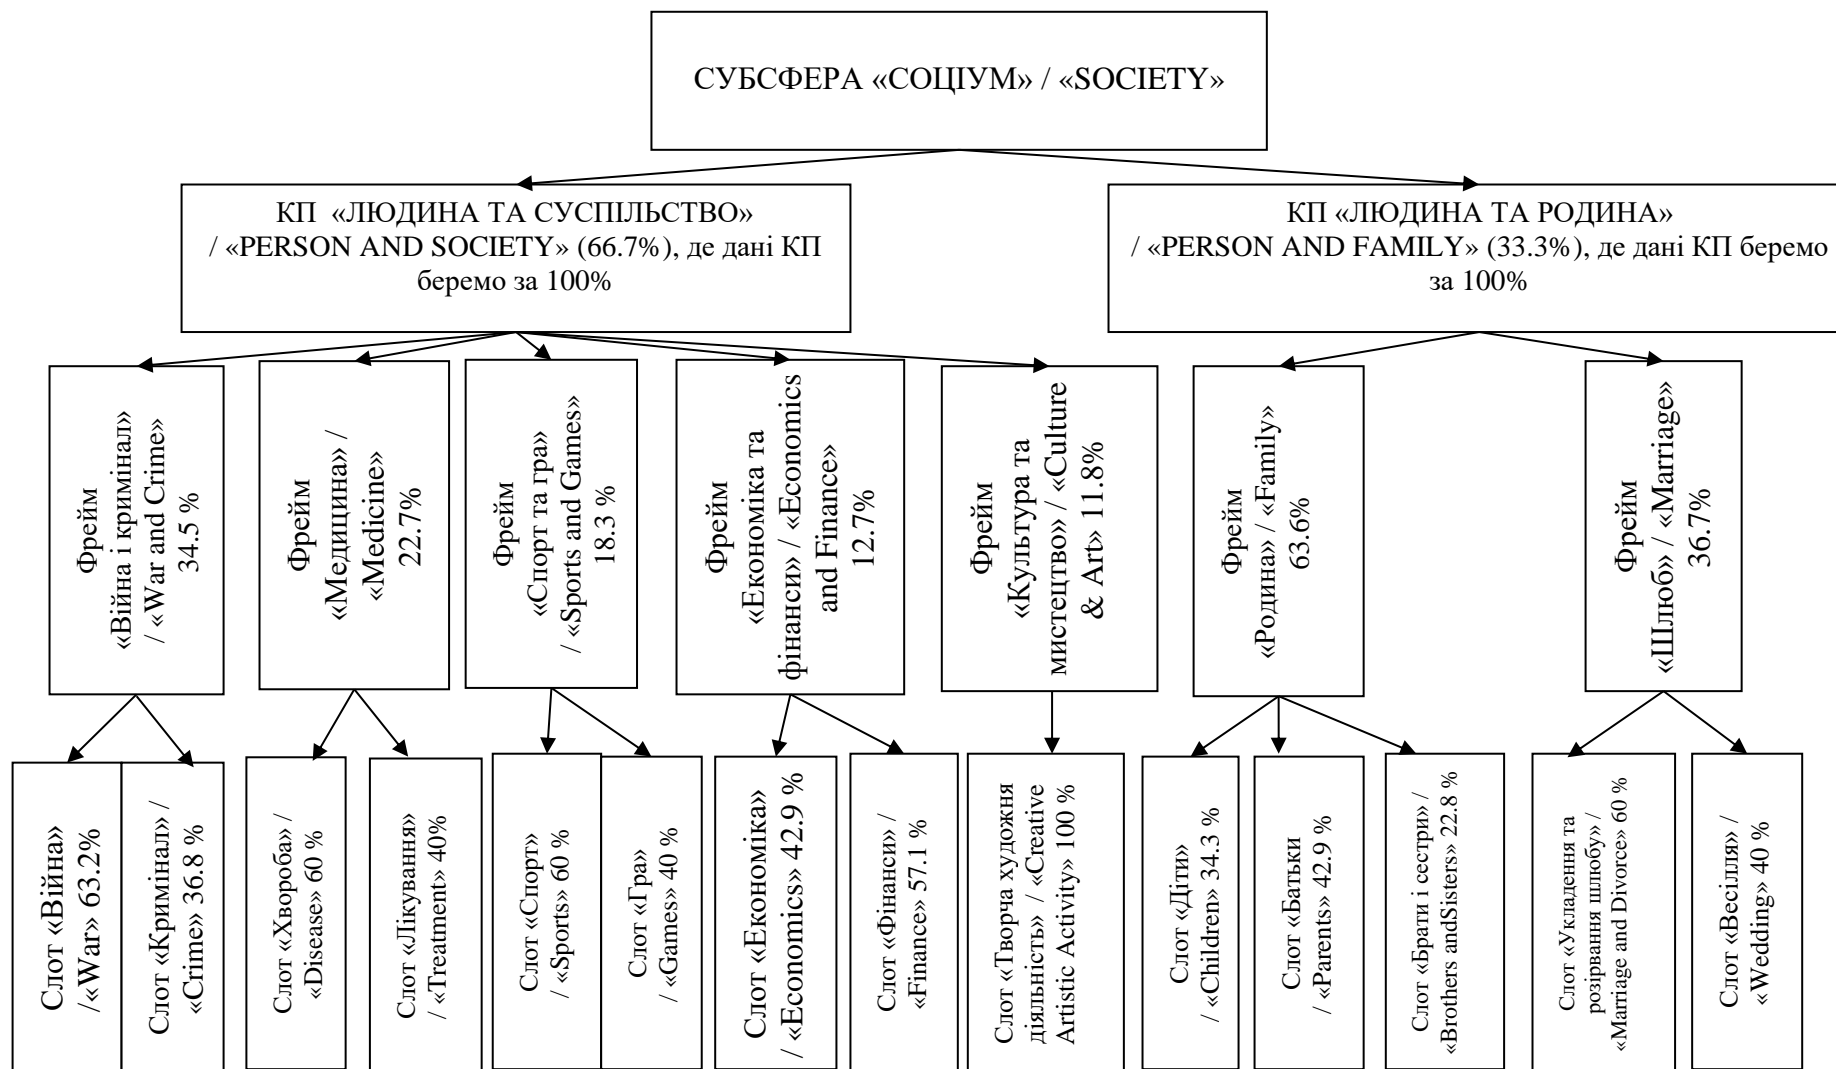 СУБСФЕРА «СОЦІУМ» / «SOCIETY»
КП «ЛЮДИНА ТА СУСПІЛЬСТВО»
/ «PERSON AND SOCIETY» (66.7%), де дані КП
беремо за 100%
КП «ЛЮДИНА ТА РОДИНА»
/ «PERSON AND FAMILY» (33.3%), де дані КП беремо
за 100%
Фрейм
«Війна і кримінал»
/ «War and Crime»
34.5 %
Фрейм
«Медицина» /
«Medicine»
22.7%
Фрейм
«Спорт та гра»
/ «Sports and Games»
18.3 %
Фрейм
«Економіка та
фінанси» / «Economics
and Finance»
12.7%
Фрейм
«Культура та
мистецтво» / «Culture
& Art» 11.8%
Фрейм
«Родина» / «Family»
63.6%
Фрейм
«Шлюб» / «Marriage»
36.7%
Слот «Війна»
/ «War» 63.2%
Слот «Кримінал» /
«Crime» 36.8 %
Слот «Хвороба» /
«Disease» 60 %
Слот «Лікування»
/ «Treatment» 40%
Слот «Спорт»
/ «Sports» 60 %
Слот «Гра»
/ «Games» 40 %
Слот «Економіка»
/ «Economics» 42.9 %
Слот «Фінанси» /
«Finance» 57.1 %
Слот «Творча художня
діяльність» / «Creative
Artistic Activity» 100 %
Слот «Діти»
/ «Children» 34.3 %
Слот «Батьки
/ «Parents» 42.9 %
Слот «Брати і сестри» /
«Brothers andSisters» 22.8 %
Слот «Укладення та
розірвання шлюбу» /
«Marriage and Divorce» 60 %
Слот «Весілля» /
«Wedding» 40 %